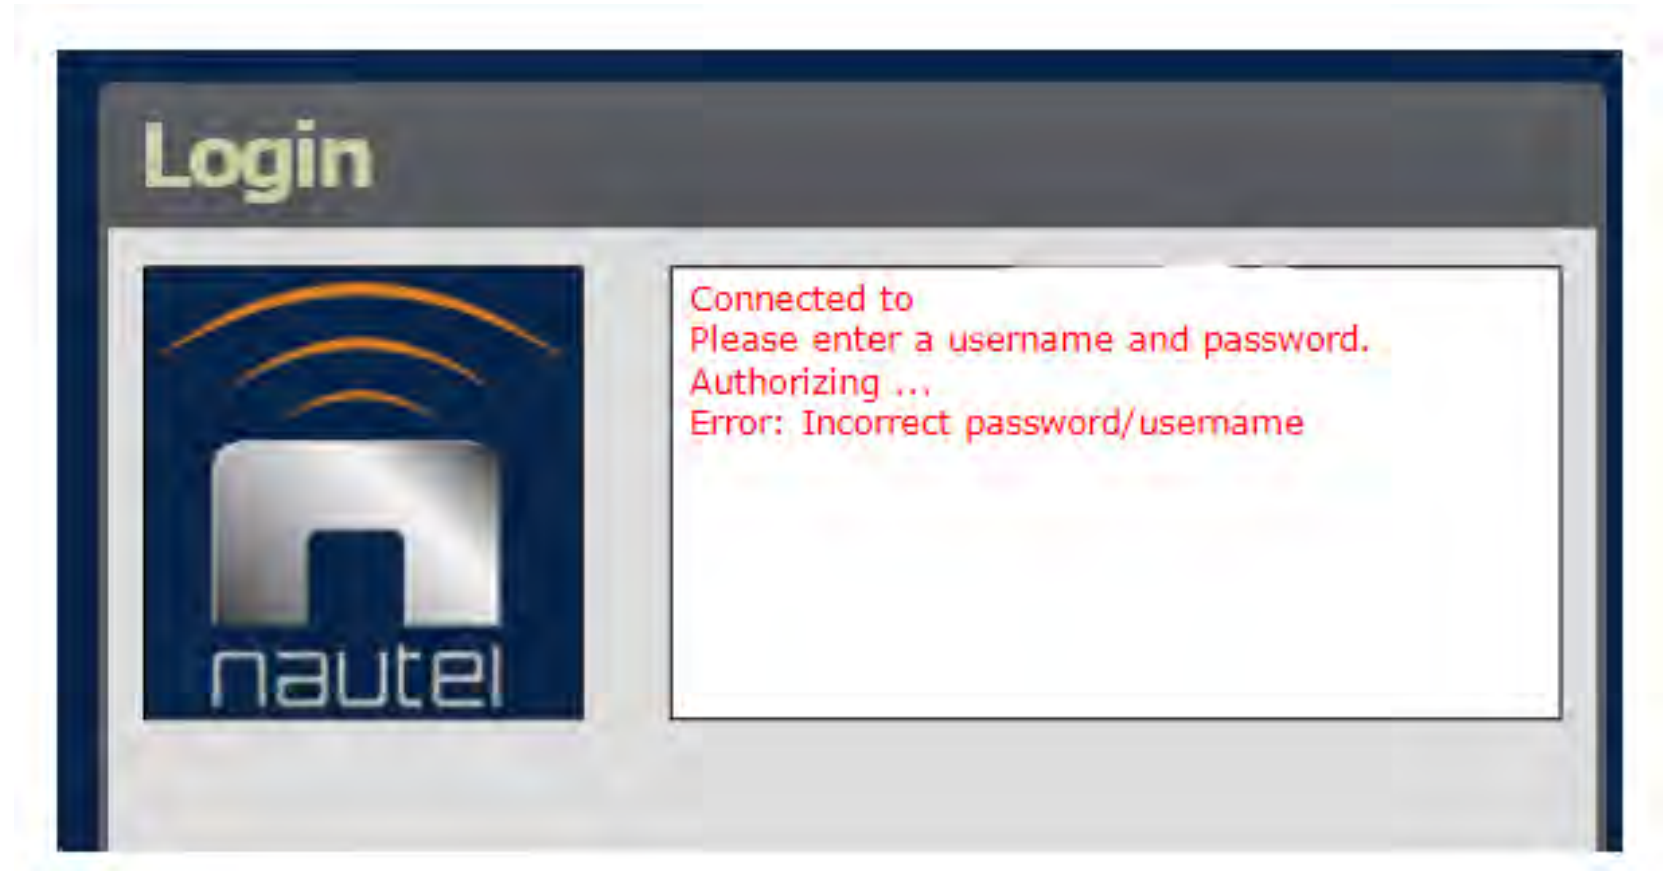 Login
nautel
Connected to
Please enter a username and password.
Authorizing ...
Error: Incorrect password/username